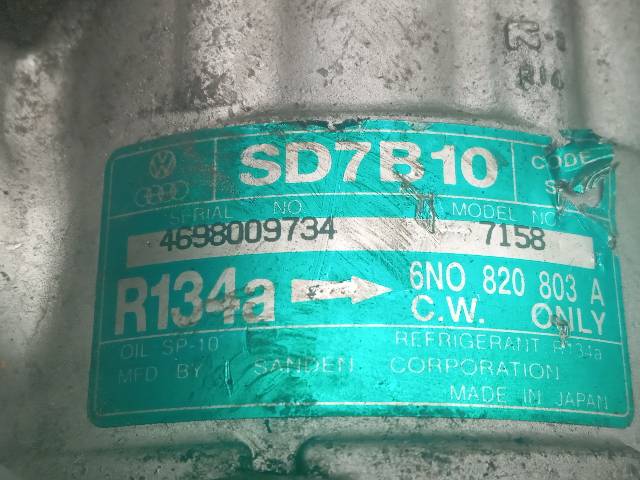 SD7B10
CODE
SERIAL NO.
MODEL NO.
4698009734
7158
R134a
6N0 820 803 A
C.W. ONLY
OIL SP-10
REFRIGERANT R134a
MFD BY SANDEN CORPORATION
MADE IN JAPAN